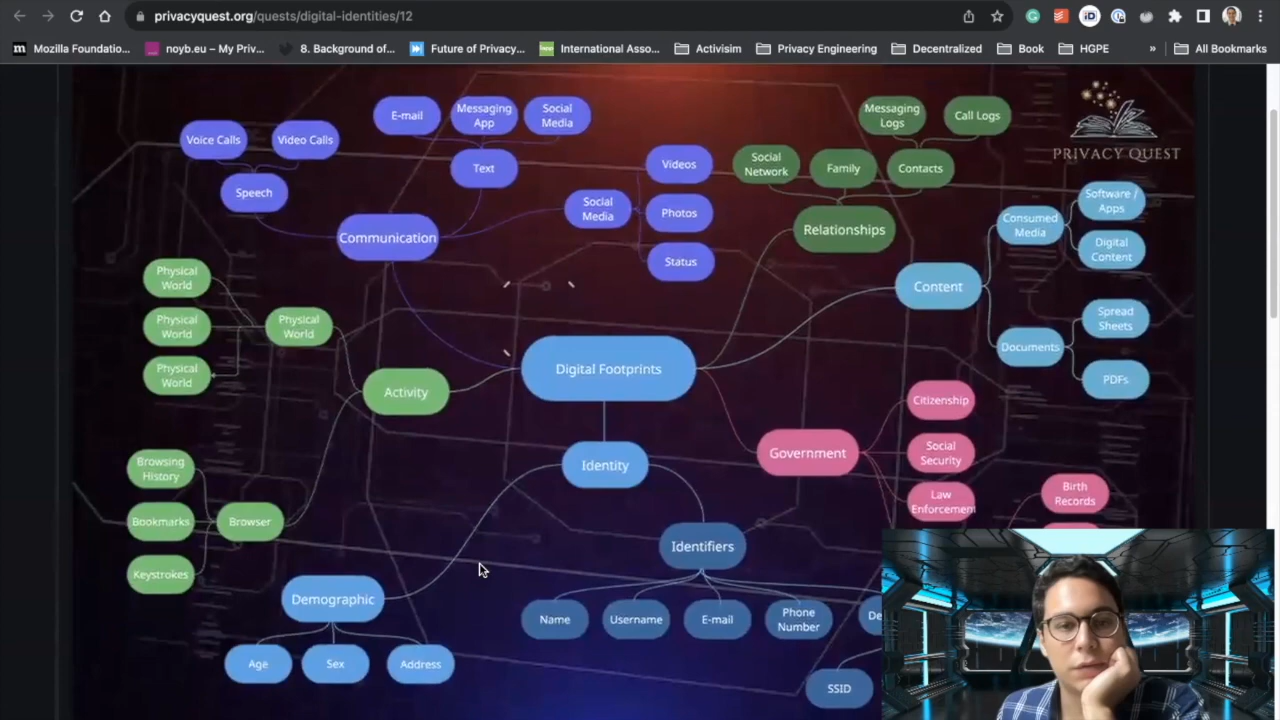 privacyquest.org/quests/digital-identities/12
Mozilla Foundatio...
noyb.eu – My Priv...
8. Background of...
Future of Privacy...
International Asso...
Activisim
Privacy Engineering
Decentralized
Book
HGPE
»
All Bookmarks
PRIVACY QUEST
E-mail
Messaging
App
Social
Media
Voice Calls
Video Calls
Text
Speech
Communication
Social
Media
Videos
Photos
Status
Social
Network
Family
Messaging
Logs
Call Logs
Contacts
Relationships
Content
Consumed
Media
Software /
Apps
Digital
Content
Documents
Spread
Sheets
PDFs
Physical
World
Physical
World
Physical
World
Physical
World
Activity
Digital Footprints
Identity
Government
Citizenship
Social
Security
Law
Enforcement
Birth
Records
Browsing
History
Bookmarks
Keystrokes
Browser
Demographic
Age
Sex
Address
Identifiers
Name
Username
E-mail
Phone
Number
De
SSID